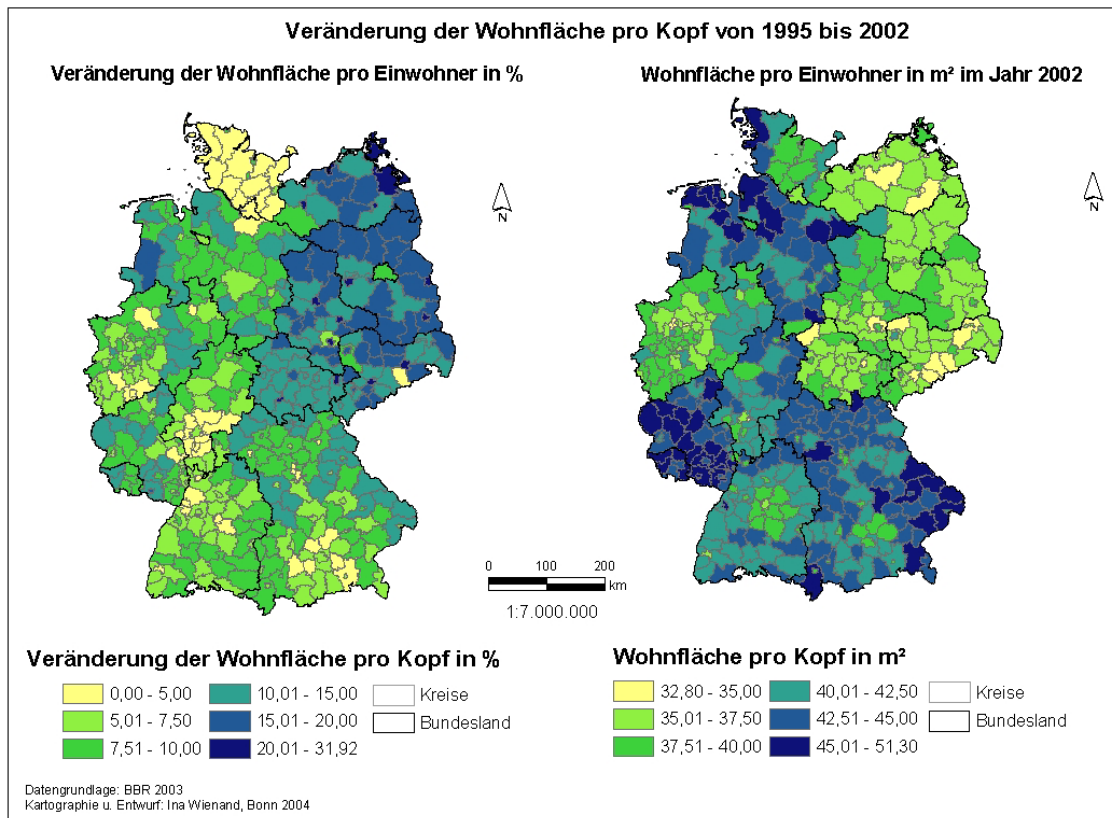 Veränderung der Wohnfläche pro Kopf von 1995 bis 2002
Veränderung der Wohnfläche pro Einwohner in %
Wohnfläche pro Einwohner in m² im Jahr 2002
N
N
0 100 200
km
1:7.000.000
Veränderung der Wohnfläche pro Kopf in %
0,00 - 5,00
10,01 - 15,00
Kreise
5,01 - 7,50
15,01 - 20,00
Bundesland
7,51 - 10,00
20,01 - 31,92
Wohnfläche pro Kopf in m²
32,80 - 35,00
40,01 - 42,50
Kreise
35,01 - 37,50
42,51 - 45,00
Bundesland
37,51 - 40,00
45,01 - 51,30
Datengrundlage: BBR 2003
Kartographie u. Entwurf: Ina Wienand, Bonn 2004